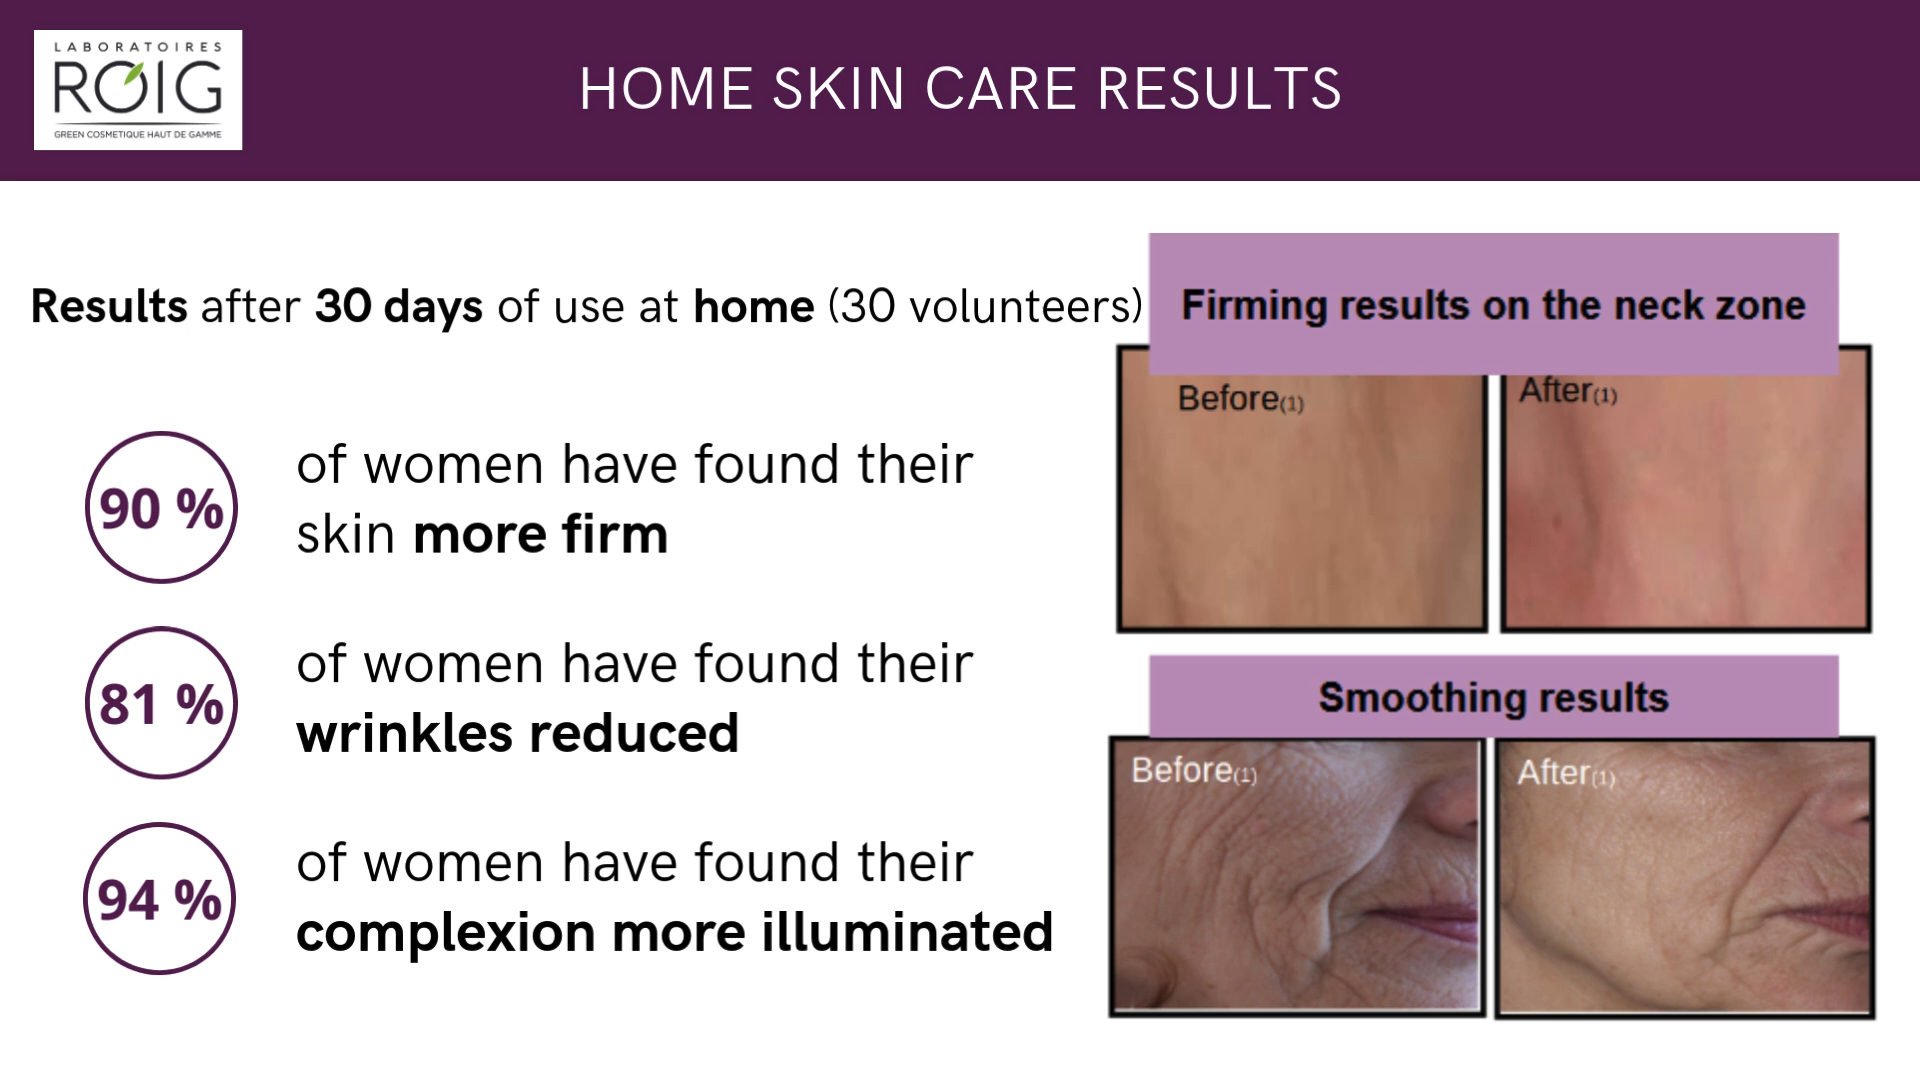 LABORATOIRES
ROIG
GREEN COSMETIQUE HAUT DE GAMME
HOME SKIN CARE RESULTS
Results after 30 days of use at home (30 volunteers)
90 %
of women have found their
skin more firm
81 %
of women have found their
wrinkles reduced
94 %
of women have found their
complexion more illuminated
Firming results on the neck zone
Before(1)
After(1)
Smoothing results
Before(1)
After(1)